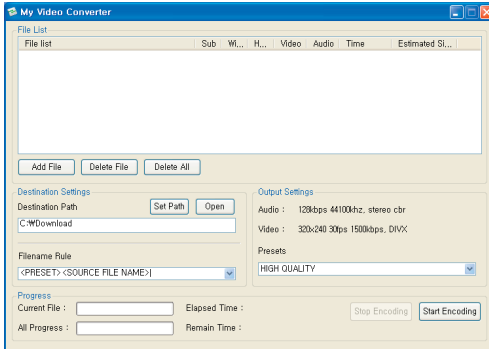 My Video Converter
File List
File list Sub Wi... H... Video Audio Time Estimated Si...
Add File Delete File Delete All
Destination Settings
Destination Path Set Path Open
C:₩Download
Filename Rule
<PRESET> <SOURCE FILE NAME>
Output Settings
Audio : 128kbps 44100khz, stereo cbr
Video : 320x240 30fps 1500kbps, DIVX
Presets
HIGH QUALITY
Progress
Current File : Elapsed Time :
All Progress : Remain Time :
Stop Encoding Start Encoding